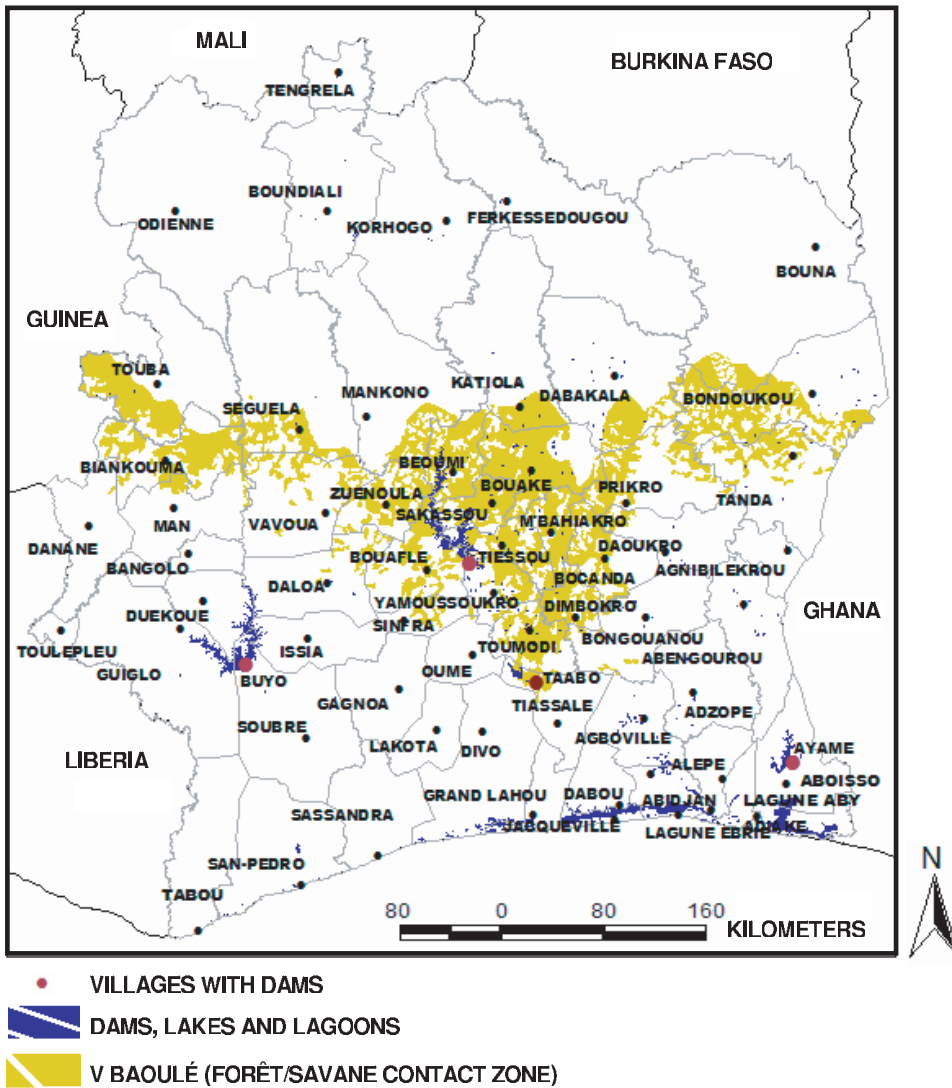 MALI
BURKINA FASO
TENGRELA
BOUNDIALI
ODIENNE
KORHOGO
FERKESSEDOUGOU
BOUNA
GUINEA
TOUBA
MANKONO
KATIOLA
DABAKALA
BONDOUKOU
SEGUELA
BIANKOUMA
BEOUMI
BOUAKE
PRIKRO
TANDA
ZUENOULA
SAKASSOU
M'BAHIAKRO
MAN
VAVOUA
DANANE
BANGOLO
BOUAFLE
TIESSOU
DAOUKRO
AGNIBILEKROU
DALOA
BOCANDA
YAMOUSSOUKRO
DIMBOKRO
GHANA
DUEKOUE
SINFRA
BONGOUANOU
TOULEPLEU
ISSIA
TOUMODI
ABENGOUROU
GUIGLO
BUYO
OUME
TAABO
GAGNOA
TIASSALE
ADZOPE
SOUBRE
LAKOTA
DIVO
AGBOVILLE
AYAME
LIBERIA
ALEPE
ABOISSO
GRAND LAHOU
DABOU
ABIDJAN
LAGUNE ABY
SASSANDRA
JACQUEVILLE
LAGUNE EBRIE
ADIAKE
SAN-PEDRO
TABOU
N
80 0 80 160
KILOMETERS
VILLAGES WITH DAMS
DAMS, LAKES AND LAGOONS
V BAOULÉ (FORÊT/SAVANE CONTACT ZONE)